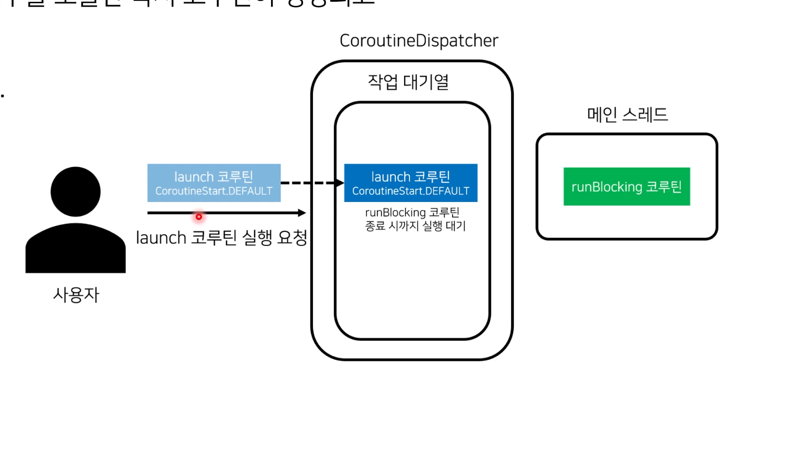 CoroutineDispatcher
작업 대기열
메인 스레드
launch 코루틴
CoroutineStart.DEFAULT
launch 코루틴
CoroutineStart.DEFAULT
runBlocking 코루틴
runBlocking 코루틴
종료 시까지 실행 대기
launch 코루틴 실행 요청
사용자